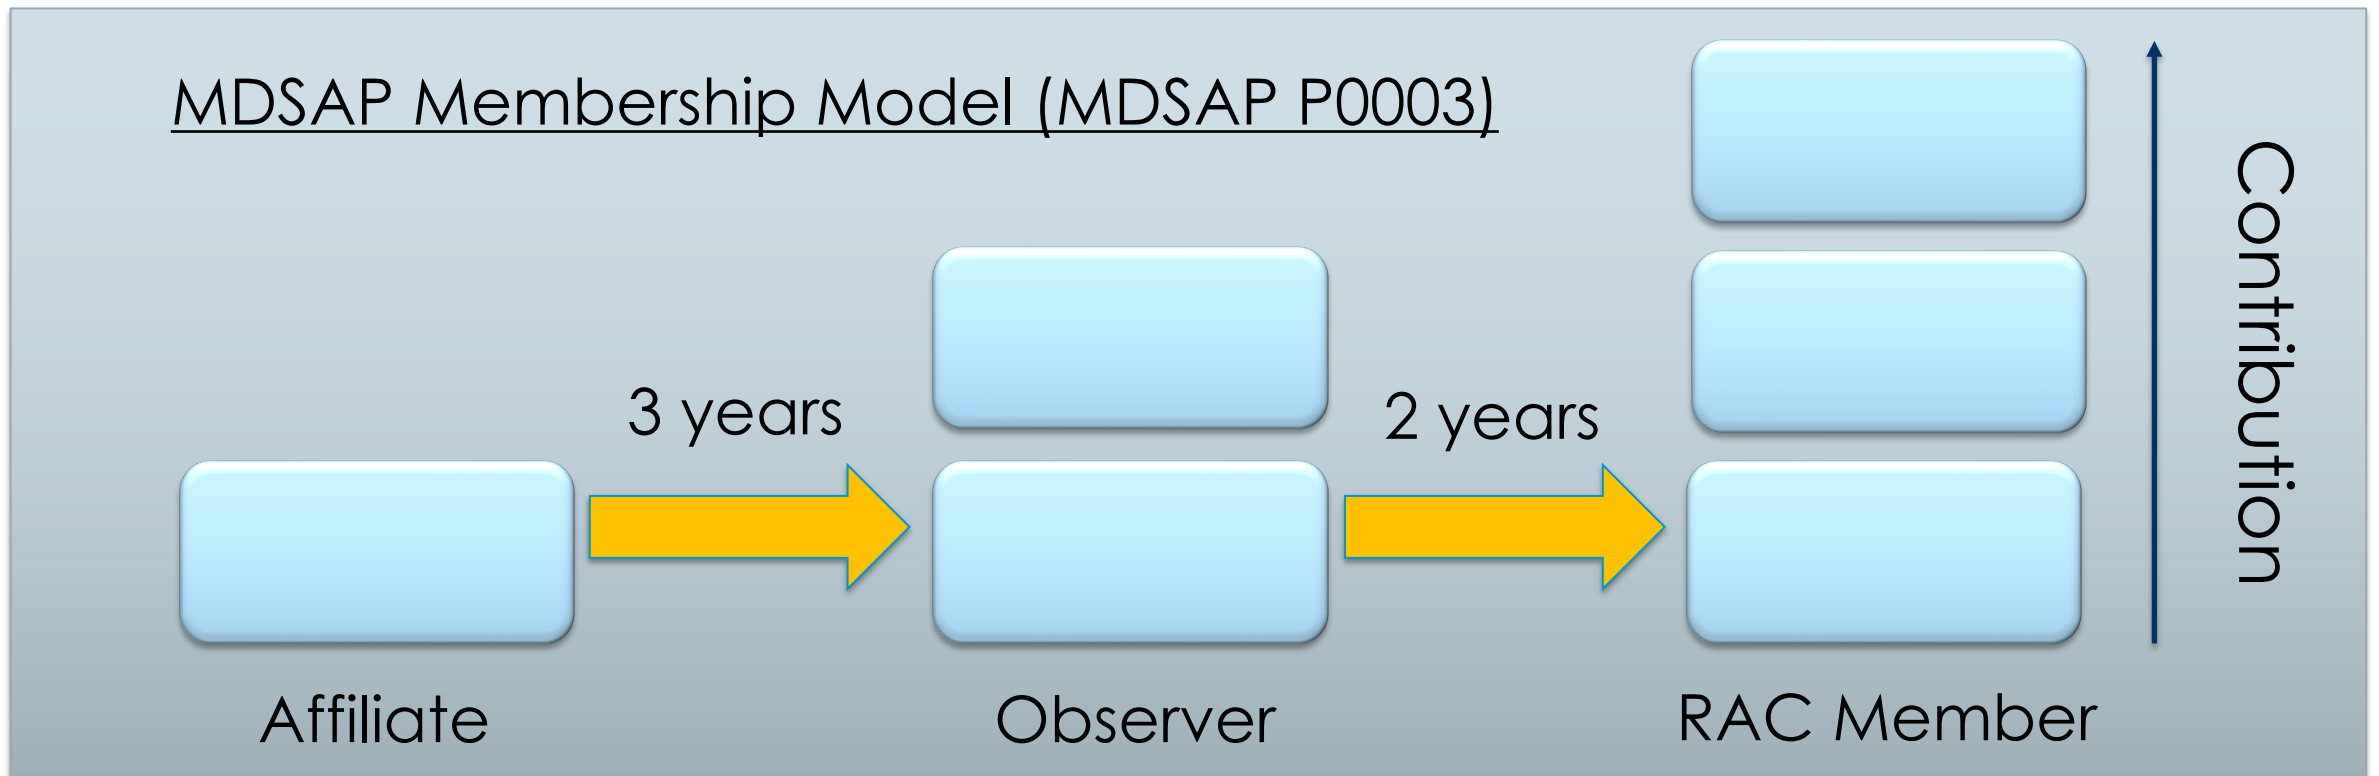 MDSAP Membership Model (MDSAP P0003)
3 years
2 years
Affiliate
Observer
RAC Member
Contribution